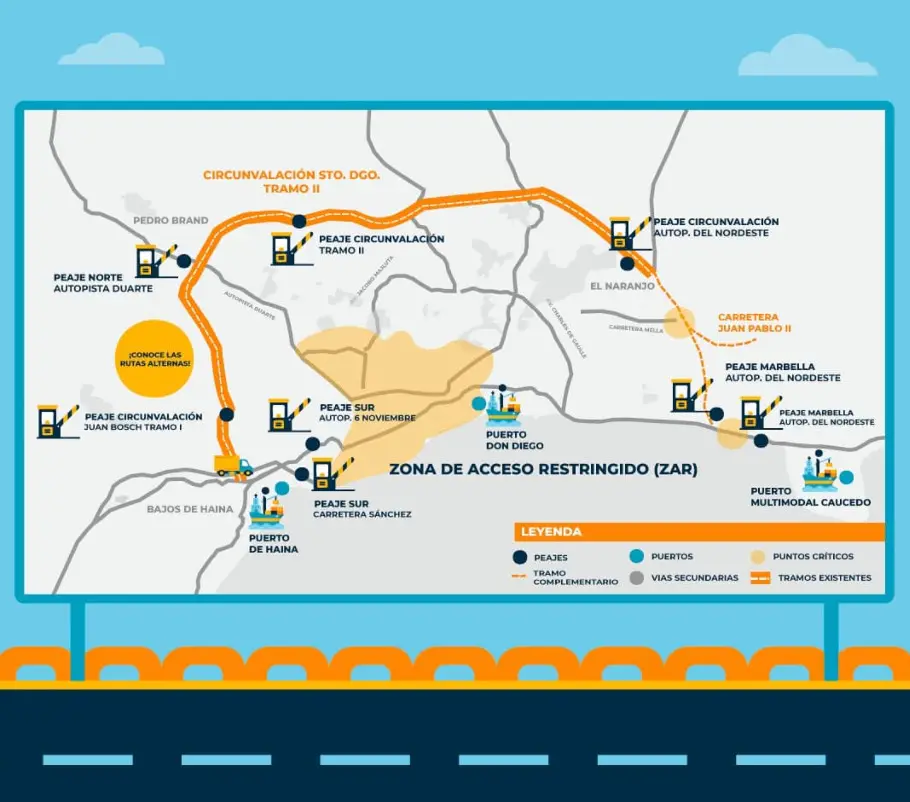 CIRCUNVALACIÓN STO. DGO.
TRAMO II
PEDRO BRAND
PEAJE CIRCUNVALACIÓN
TRAMO II
PEAJE CIRCUNVALACIÓN
AUTOP. DEL NORDESTE
PEAJE NORTE
AUTOPISTA DUARTE
AUTOPISTA DUARTE
JACOBO MAJLUTA
AV. CHARLES DE GAULLE
EL NARANJO
CARRETERA MELLA
CARRETERA
JUAN PABLO II
¡CONOCE LAS
RUTAS ALTERNAS!
PEAJE MARBELLA
AUTOP. DEL NORDESTE
PEAJE CIRCUNVALACIÓN
JUAN BOSCH TRAMO I
PEAJE SUR
AUTOP. 6 NOVIEMBRE
PEAJE MARBELLA
AUTOP. DEL NORDESTE
PUERTO
DON DIEGO
ZONA DE ACCESO RESTRINGIDO (ZAR)
PUERTO
MULTIMODAL CAUCEDO
PEAJE SUR
CARRETERA SÁNCHEZ
BAJOS DE HAINA
PUERTO
DE HAINA
LEYENDA
PEAJES
PUERTOS
PUNTOS CRÍTICOS
TRAMO
COMPLEMENTARIO
VIAS SECUNDARIAS
TRAMOS EXISTENTES